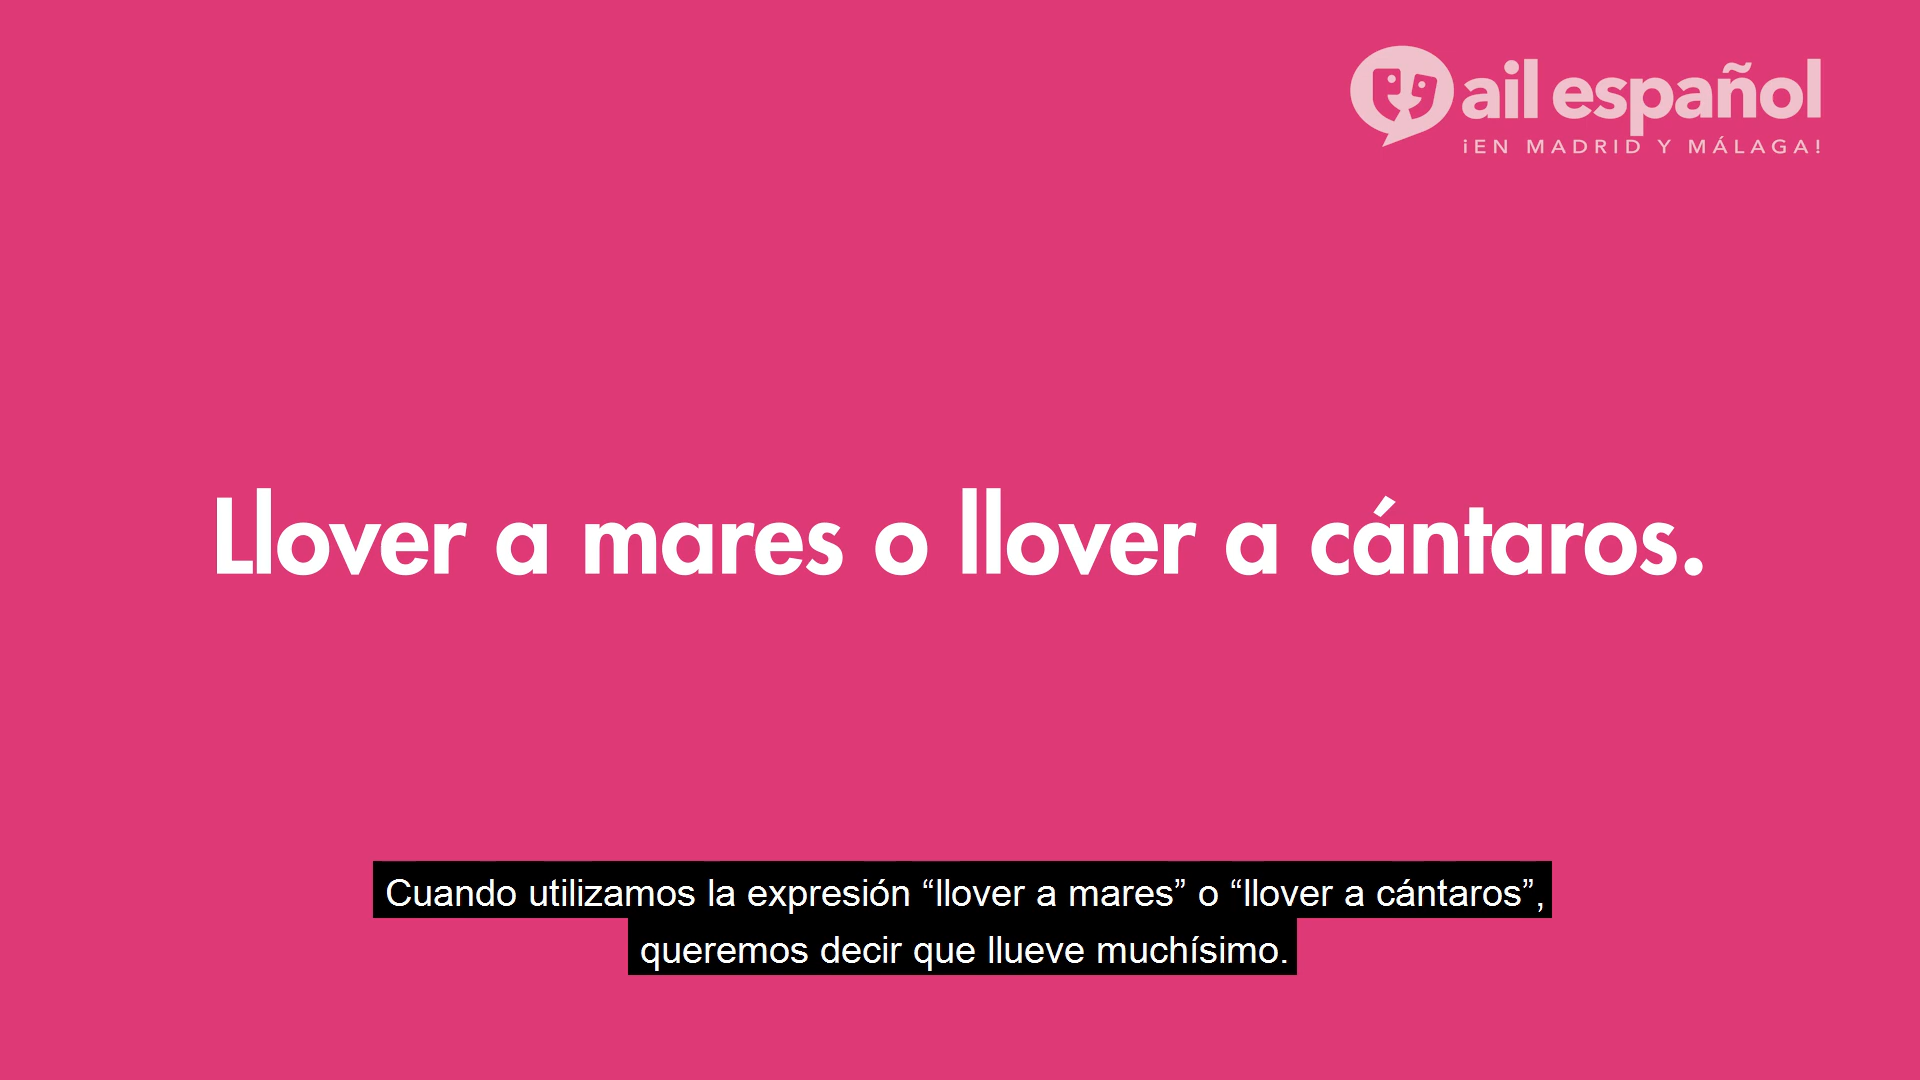 ail español
¡EN MADRID Y MÁLAGA!
Llover a mares o llover a cántaros.
Cuando utilizamos la expresión “llover a mares” o “llover a cántaros”,
queremos decir que llueve muchísimo.